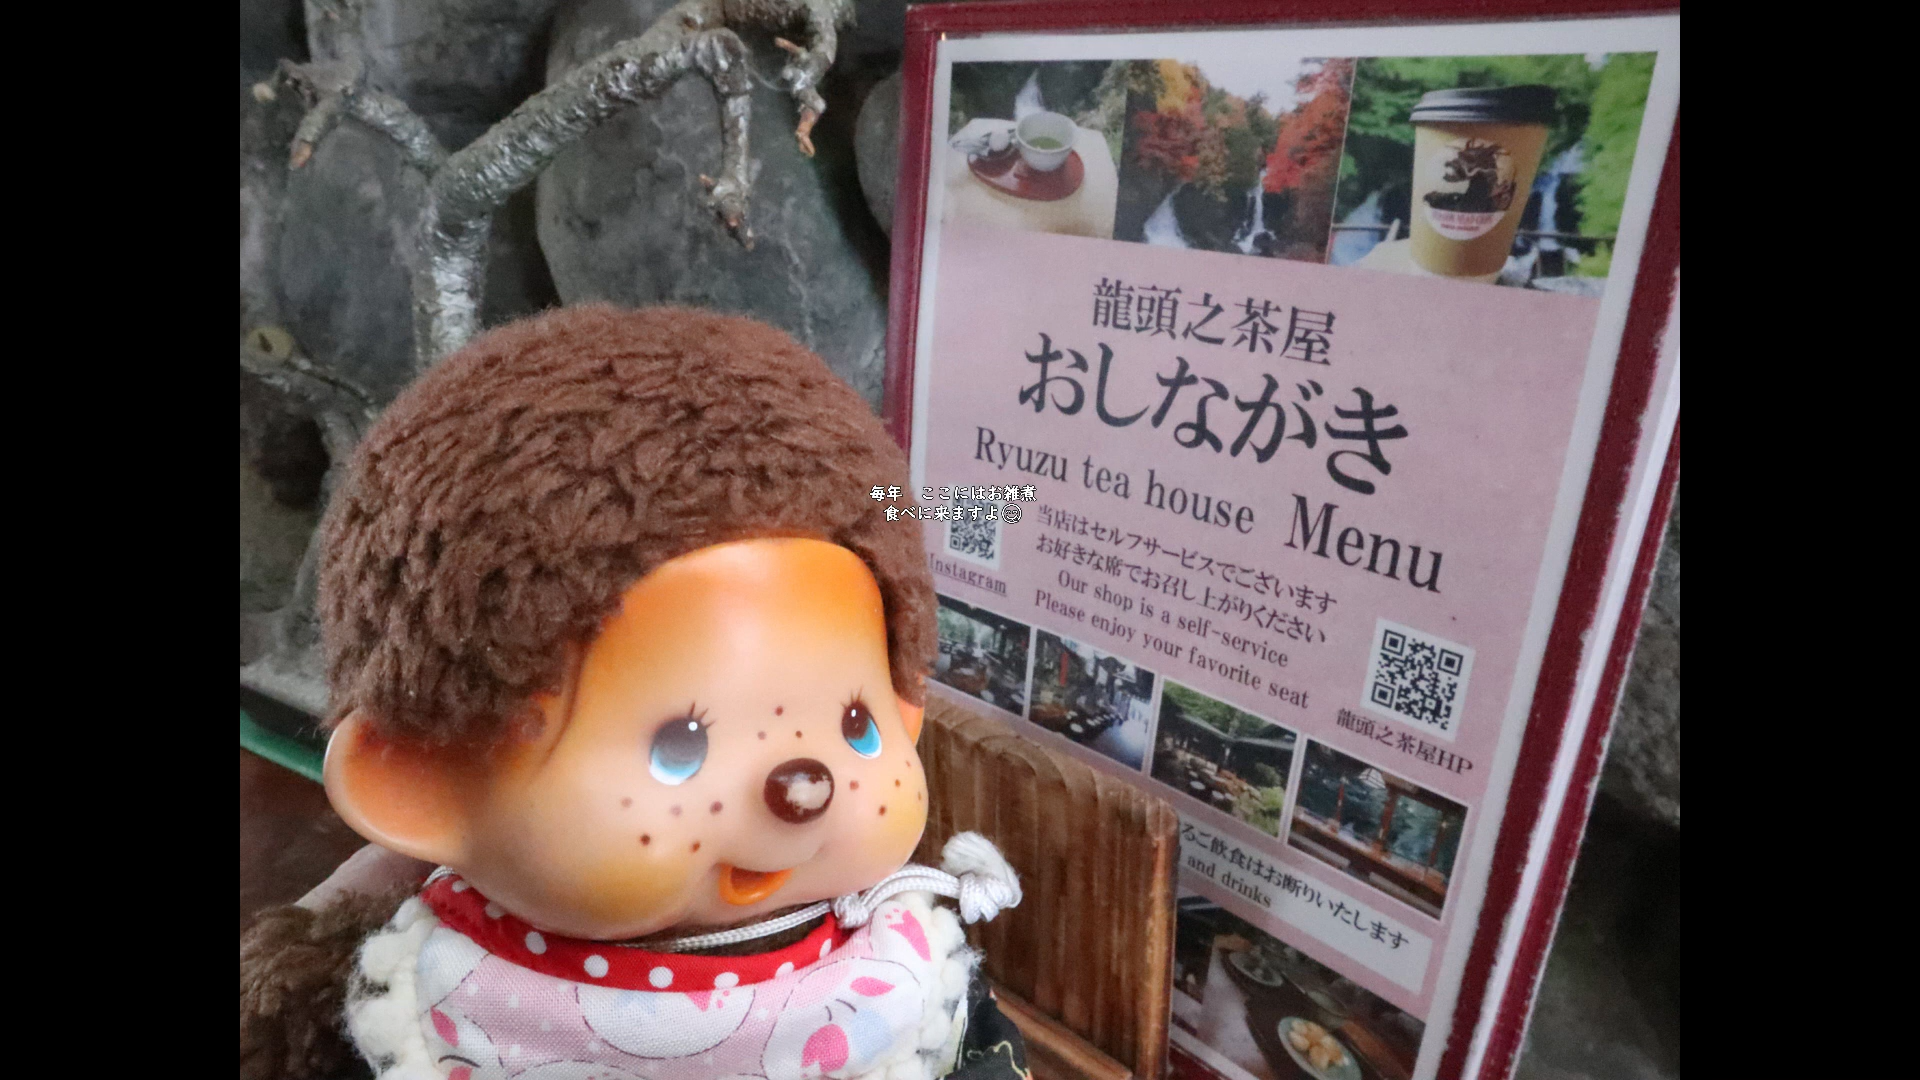 龍頭之茶屋
おしながき
Ryuzu tea house Menu
毎年 ここにはお雑煮
食べに来ますよ😊
当店はセルフサービスでございます
お好きな席でお召し上がりください
Our shop is a self-service
Please enjoy your favorite seat
Instagram
龍頭之茶屋HP
るご飲食はお断りいたします
and drinks